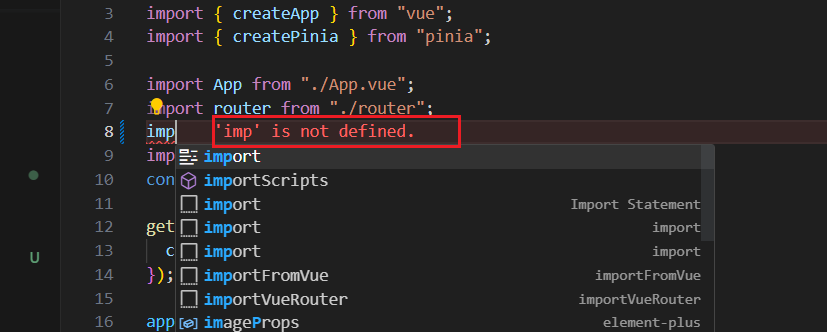 3 import { createApp } from "vue";
4 import { createPinia } from "pinia";
5
6 import App from "./App.vue";
7 import router from "./router";
8 imp 'imp' is not defined.
9 imp
import
importScripts
10 con
11 import Import Statement
import import
12 get
import import
13 c
importFromVue importFromVue
14 });
importVueRouter importVueRouter
15
imageProps element-plus
16 app
U